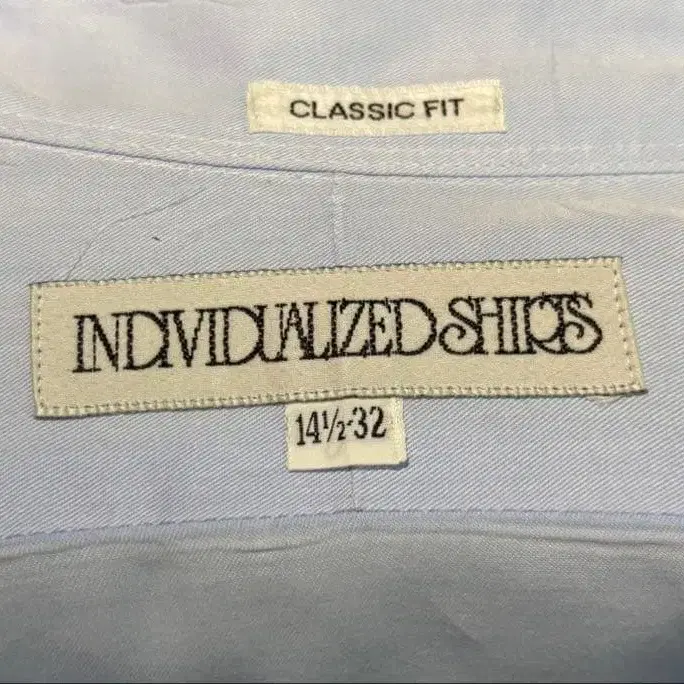 CLASSIC FIT
INDIVIDUALIZED SHIRTS
14½-32